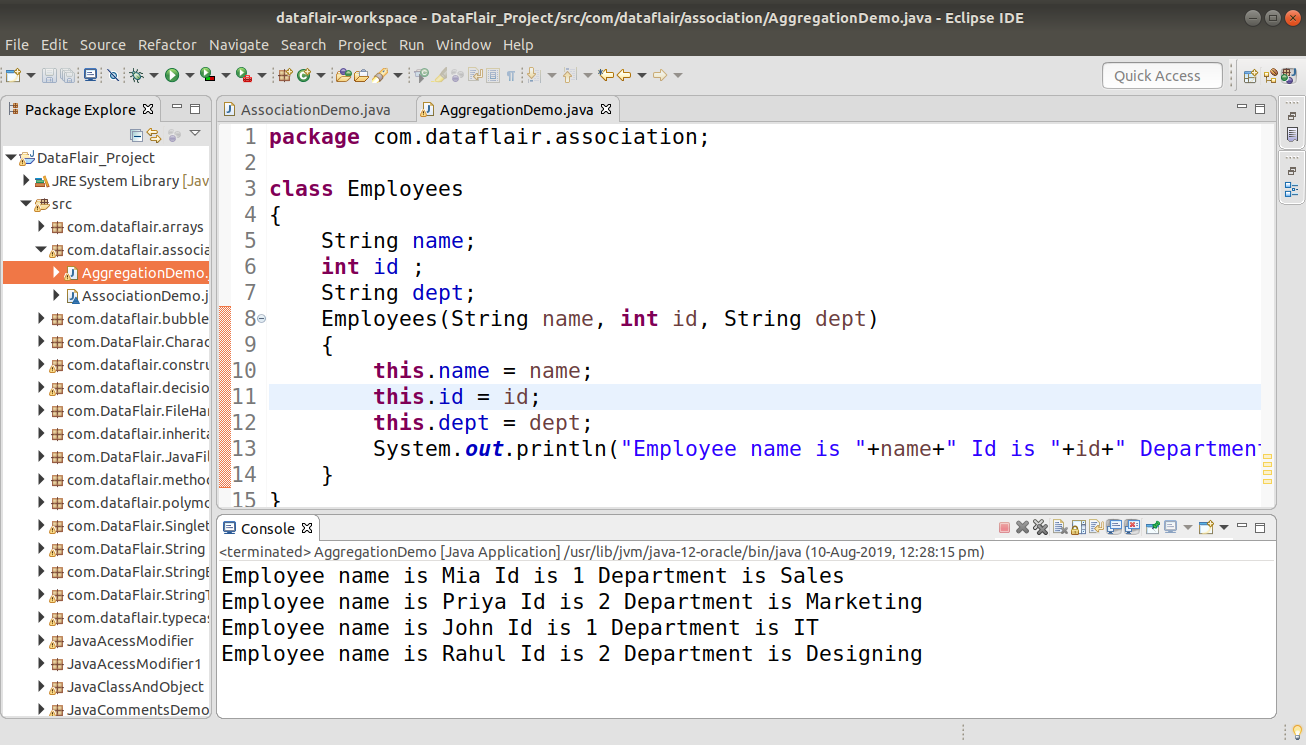 dataflair-workspace - DataFlair_Project/src/com/dataflair/association/AggregationDemo.java - Eclipse IDE
File Edit Source Refactor Navigate Search Project Run Window Help
Quick Access
Package Explore
DataFlair_Project
JRE System Library [Jav
src
com.dataflair.arrays
com.dataflair.associa
AggregationDemo.
AssociationDemo.j
com.dataflair.bubble
com.DataFlair.Charac
com.dataflair.constru
com.dataflair.decisio
com.DataFlair.FileHan
com.dataflair.inherita
com.DataFlair.JavaFil
com.dataflair.method
com.dataflair.polymo
com.DataFlair.Singlet
com.DataFlair.String
com.DataFlair.StringB
com.DataFlair.StringT
com.dataflair.typecas
JavaAcessModifier
JavaAcessModifier1
JavaClassAndObject
JavaCommentsDemo
AssociationDemo.java AggregationDemo.java
1 package com.dataflair.association;
2
3 class Employees
4 {
5 String name;
6 int id ;
7 String dept;
8 Employees(String name, int id, String dept)
9 {
10 this.name = name;
11 this.id = id;
12 this.dept = dept;
13 System.out.println("Employee name is "+name+" Id is "+id+" Department
14 }
15 }
Console
<terminated> AggregationDemo [Java Application] /usr/lib/jvm/java-12-oracle/bin/java (10-Aug-2019, 12:28:15 pm)
Employee name is Mia Id is 1 Department is Sales
Employee name is Priya Id is 2 Department is Marketing
Employee name is John Id is 1 Department is IT
Employee name is Rahul Id is 2 Department is Designing